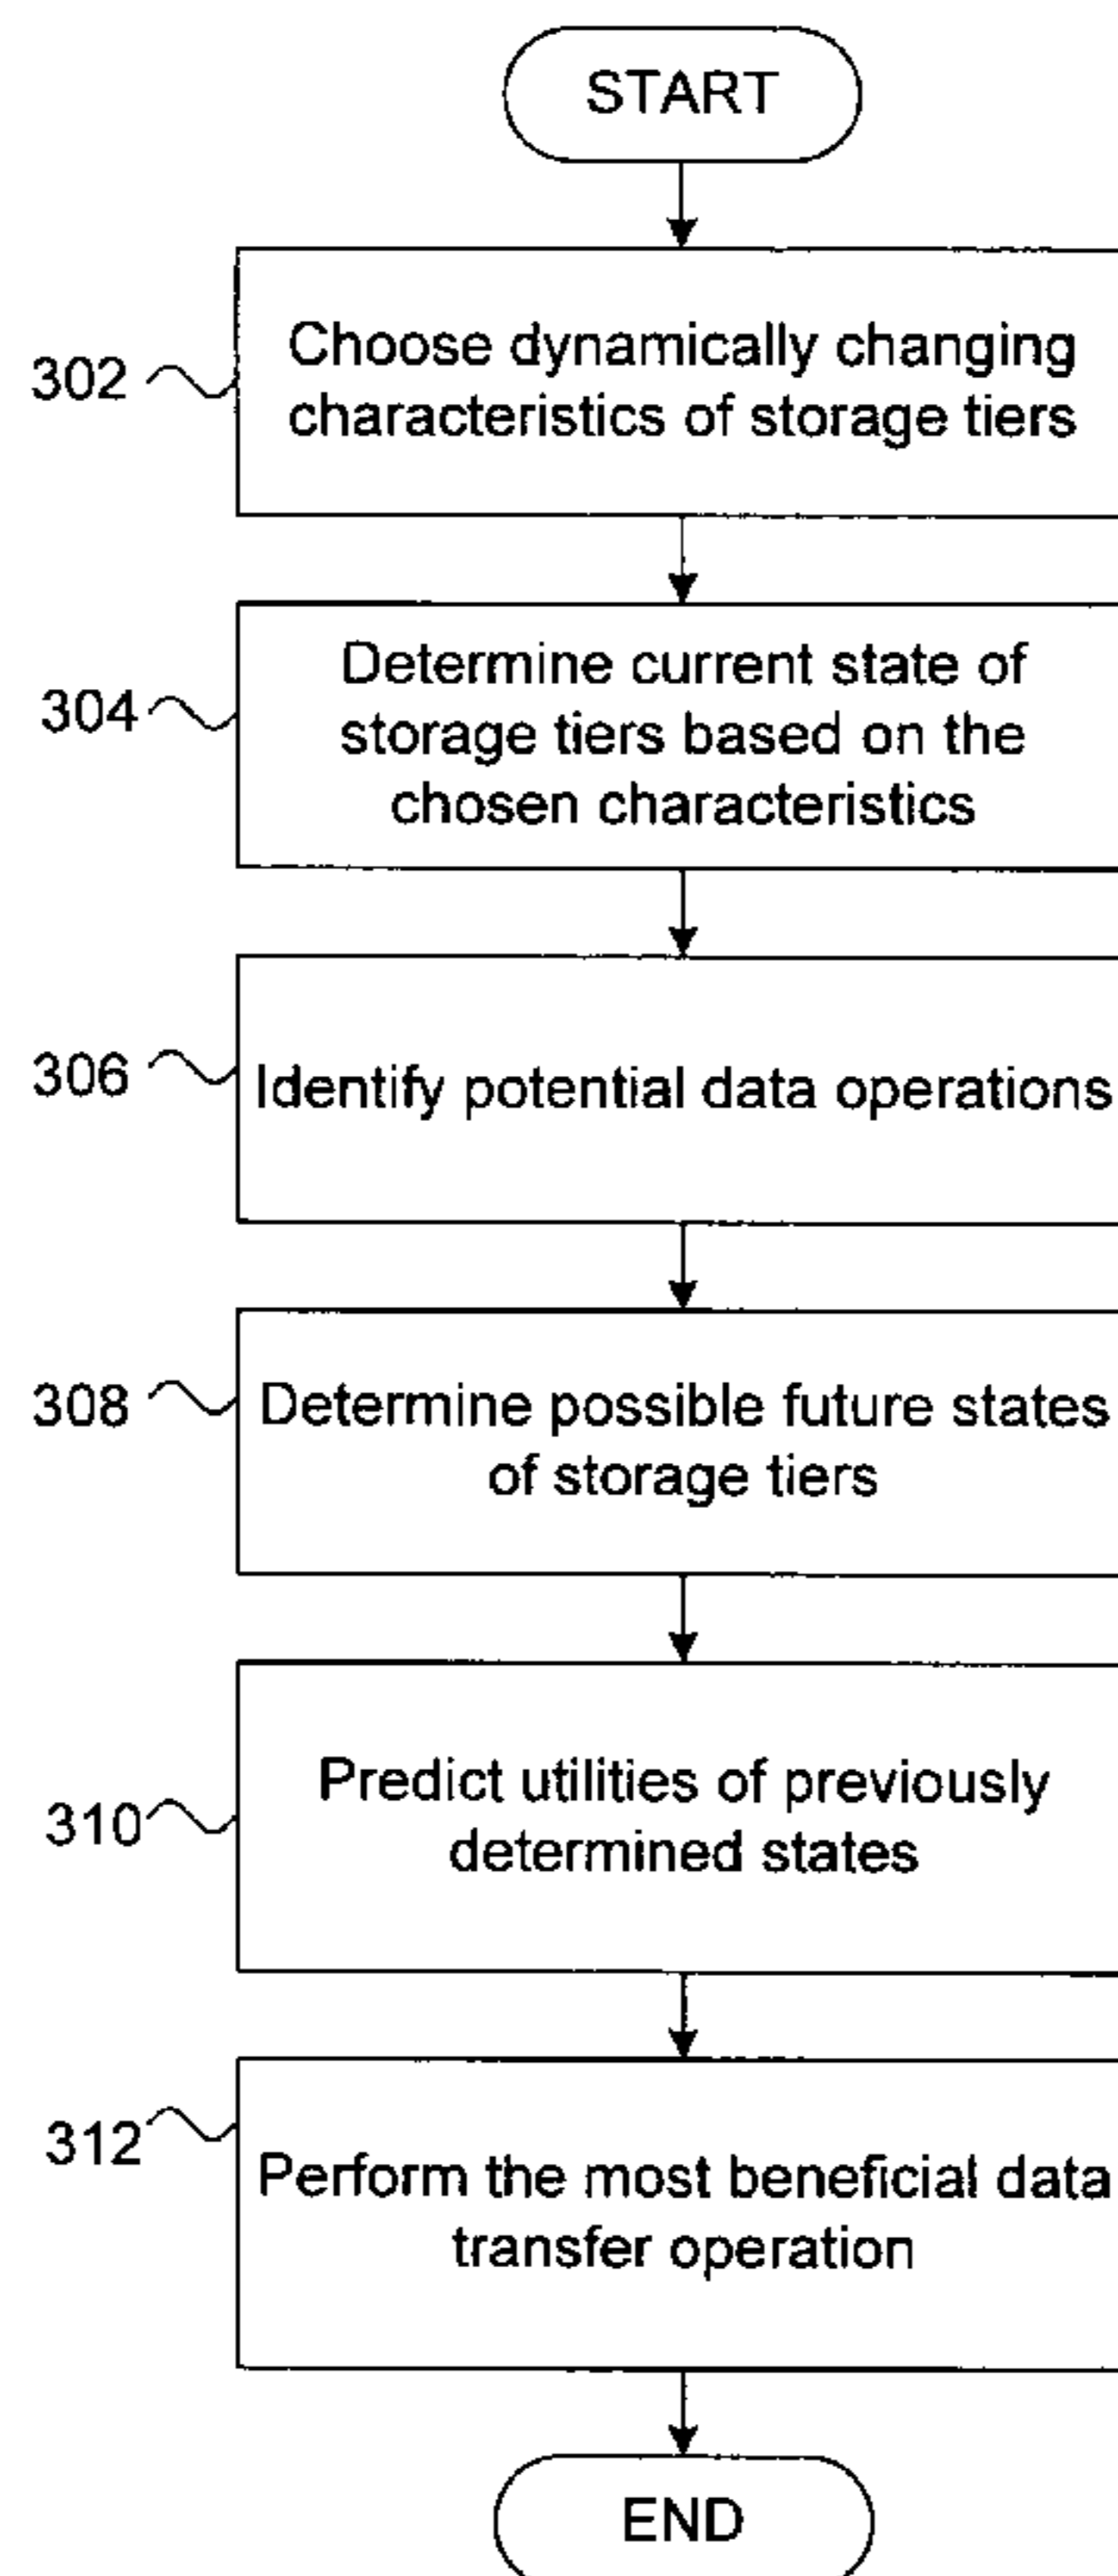 START
302
Choose dynamically changing
characteristics of storage tiers
304
Determine current state of
storage tiers based on the
chosen characteristics
306
Identify potential data operations
308
Determine possible future states
of storage tiers
310
Predict utilities of previously
determined states
312
Perform the most beneficial data
transfer operation
END